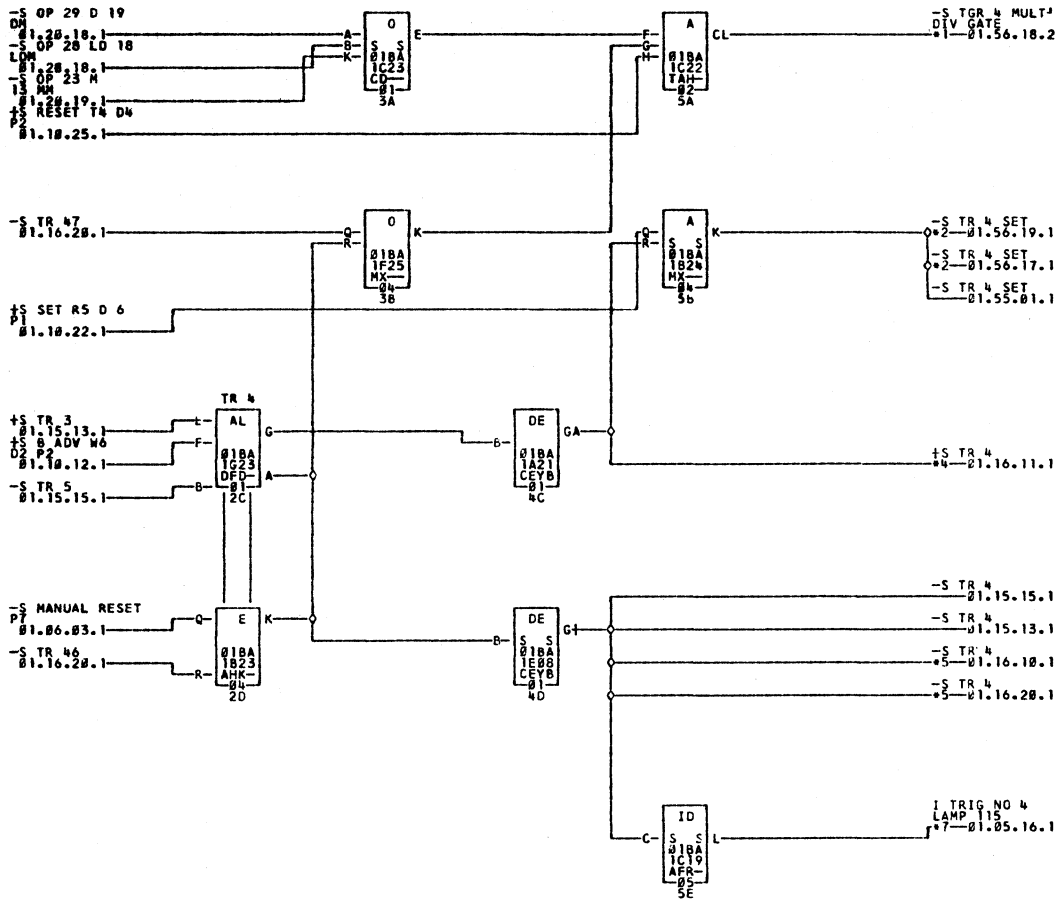 -S OP 29 D 19
DM
01.20.18.1
-S OP 28 LD 18
LDM
01.20.18.1
-S OP 23 M
13 MM
01.20.19.1
+S RESET T4 D4
P2
01.10.25.1
A
B
K
O
S S
01BA
1C23
CD--
01
3A
E
F
G
H
A
01BA
1C22
TAH-
02
5A
CL
-S TGR 4 MULT
DIV GATE
*1--01.56.18.2
-S TR 47
01.16.20.1
Q
R
O
01BA
1F25
MX--
04
3B
K
Q
R
A
S S
01BA
1B24
MX--
04
5b
K
-S TR 4 SET
*2--01.56.19.1
-S TR 4 SET
*2--01.56.17.1
-S TR 4 SET
01.55.01.1
+S SET R5 D 6
P1
01.10.22.1
TR 4
+S TR 3
01.15.13.1
+S B ADV W6
D2 P2
01.10.12.1
-S TR 5
01.15.15.1
L
F
B
AL
01BA
1G23
DFD-
01
2C
G
A
B
DE
01BA
1A21
CEYB
01
4C
GA
+S TR 4
*4--01.16.11.1
-S MANUAL RESET
P7
01.06.03.1
-S TR 46
01.16.20.1
Q
R
E
01BA
1B23
AHK-
04
2D
K
B
DE
S S
01BA
1E08
CEYB
01
4D
G
-S TR 4
01.15.15.1
-S TR 4
01.15.13.1
-S TR 4
*5--01.16.10.1
-S TR 4
*5--01.16.20.1
C
ID
S S
01BA
1C19
AFR-
05
5E
L
I TRIG NO 4
LAMP 115
*7--01.05.16.1